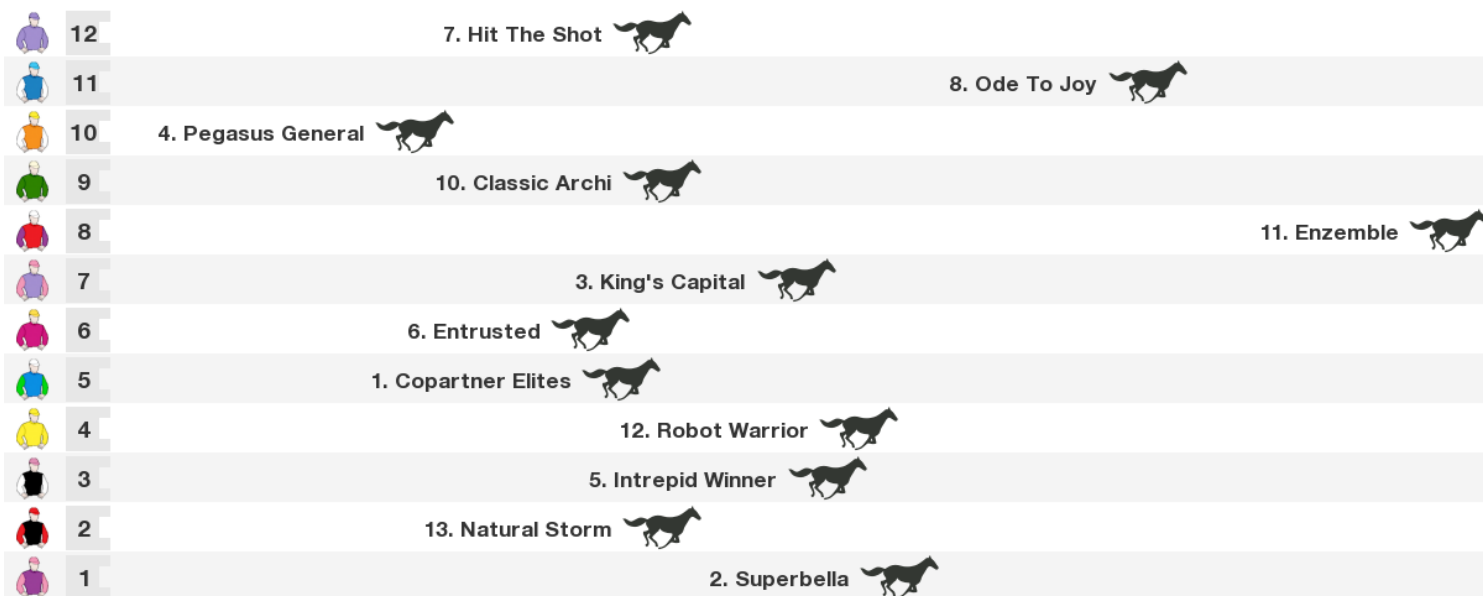 12 7. Hit The Shot
11 8. Ode To Joy
10 4. Pegasus General
9 10. Classic Archi
8 11. Enzemble
7 3. King's Capital
6 6. Entrusted
5 1. Copartner Elites
4 12. Robot Warrior
3 5. Intrepid Winner
2 13. Natural Storm
1 2. Superbella